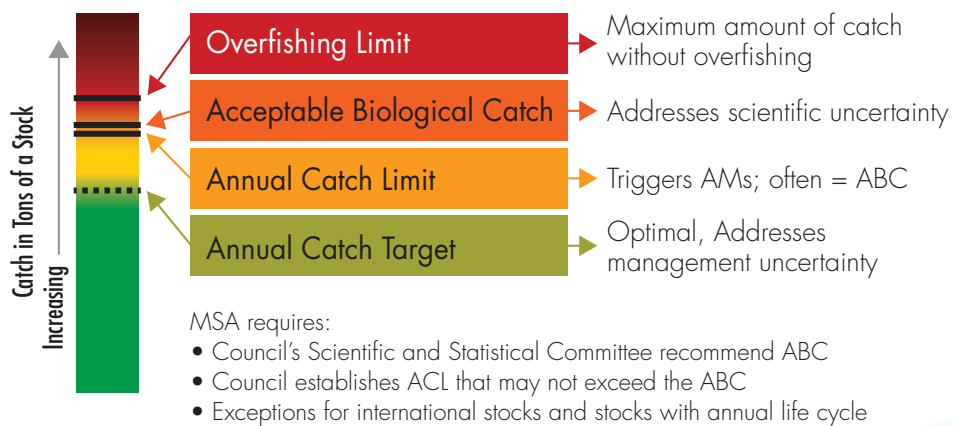 Catch in Tons of a Stock
Increasing
Overfishing Limit
Maximum amount of catch
without overfishing
Acceptable Biological Catch
Addresses scientific uncertainty
Annual Catch Limit
Triggers AMs; often = ABC
Annual Catch Target
Optimal, Addresses
management uncertainty
MSA requires:
• Council's Scientific and Statistical Committee recommend ABC
• Council establishes ACL that may not exceed the ABC
• Exceptions for international stocks and stocks with annual life cycle